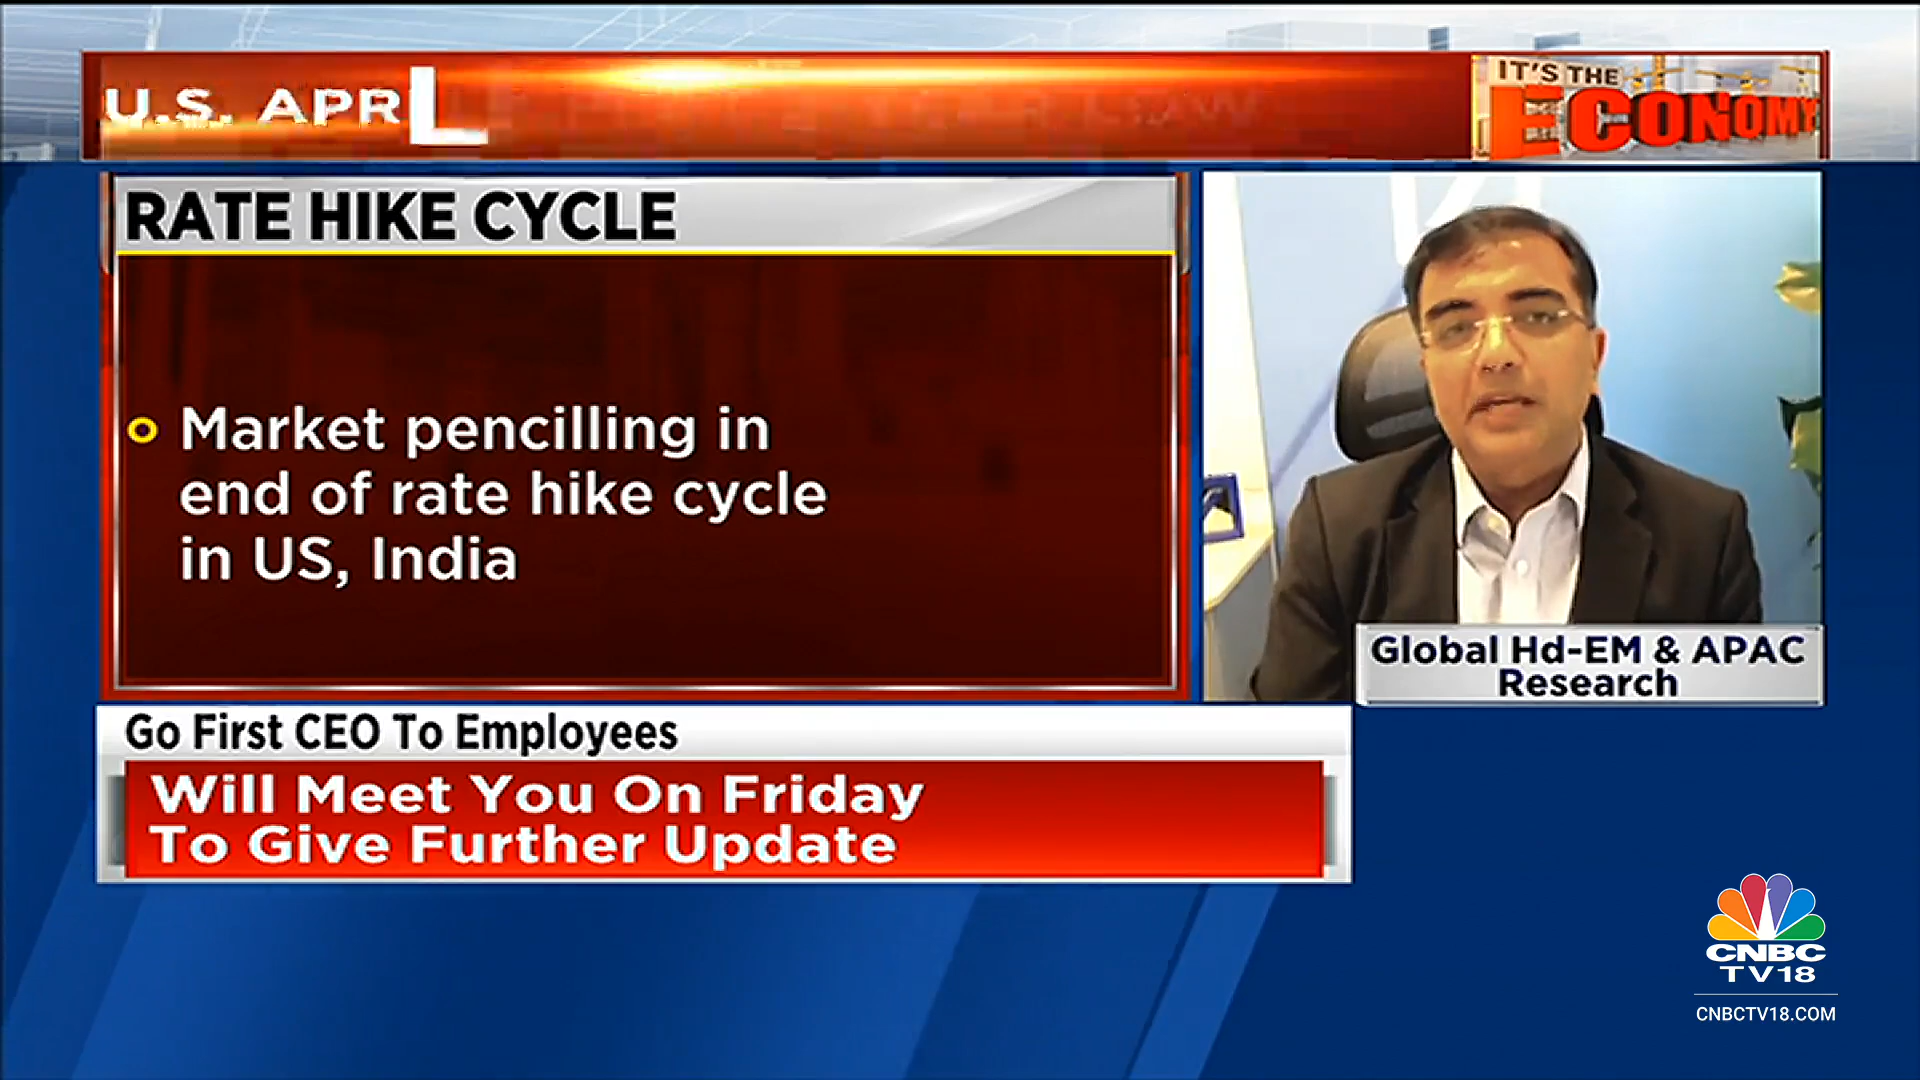 U.S. APRL
IT'S THE
ECONOMY
RATE HIKE CYCLE
Market pencilling in
end of rate hike cycle
in US, India
Global Hd-EM & APAC
Research
Go First CEO To Employees
Will Meet You On Friday
To Give Further Update
CNBC
TV18
CNBCTV18.COM